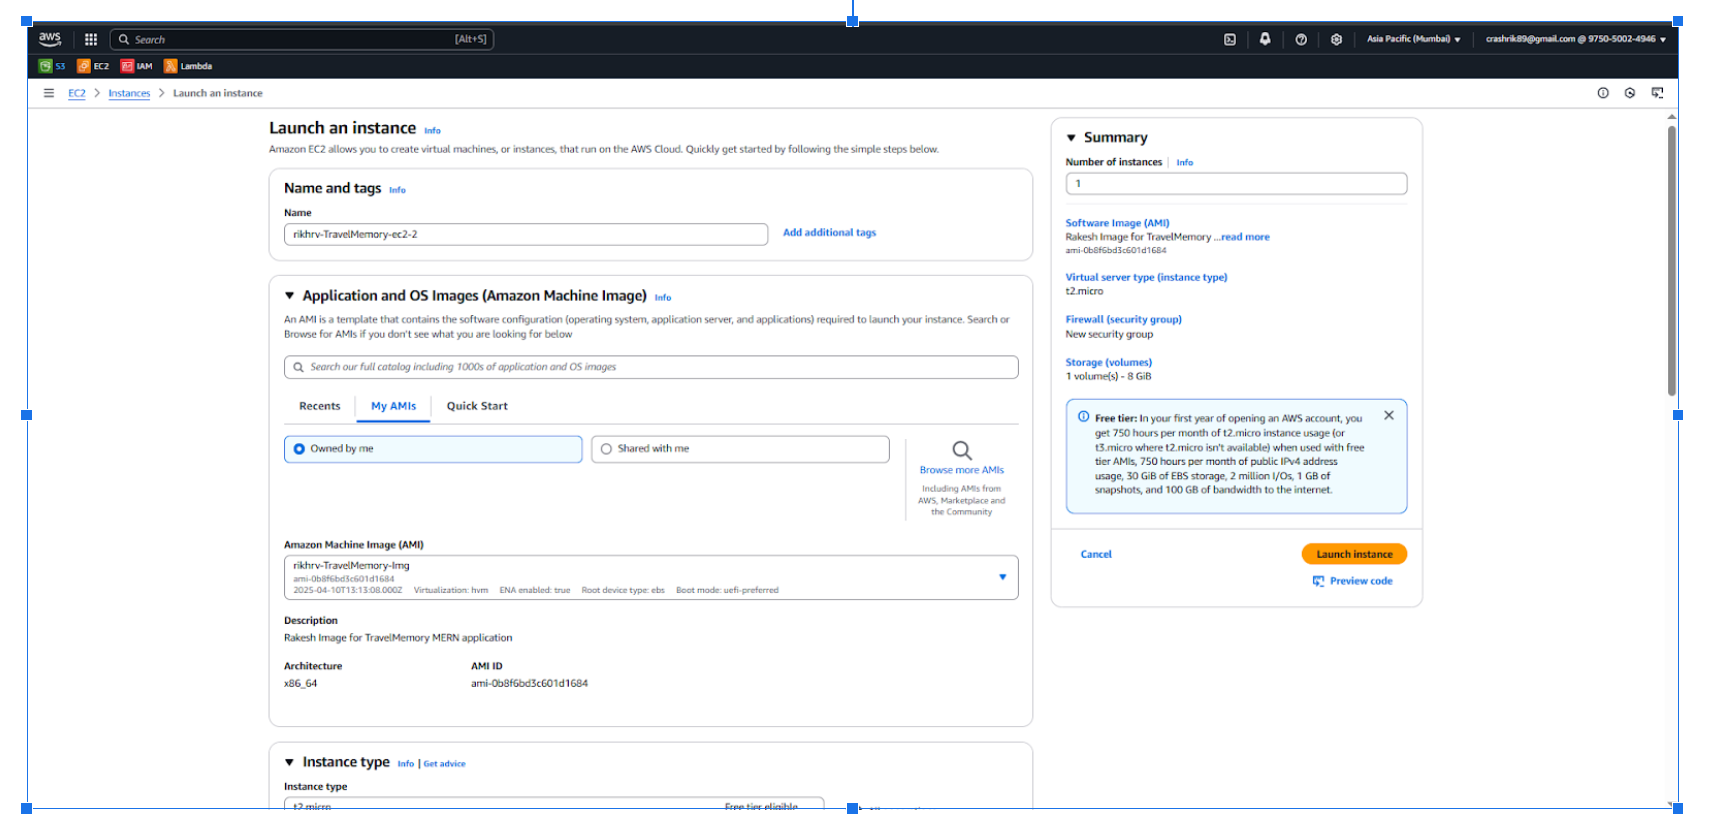 aws
Search [Alt+S]
Asia Pacific (Mumbai) crashrik89@gmail.com @ 9750-5002-4946
S3 EC2 IAM Lambda
EC2 > Instances > Launch an instance
Launch an instance Info
Amazon EC2 allows you to create virtual machines, or instances, that run on the AWS Cloud. Quickly get started by following the simple steps below.
Name and tags Info
Name
rikhrv-TravelMemory-ec2-2
Add additional tags
Application and OS Images (Amazon Machine Image) Info
An AMI is a template that contains the software configuration (operating system, application server, and applications) required to launch your instance. Search or
Browse for AMIs if you don't see what you are looking for below
Search our full catalog including 1000s of application and OS images
Recents My AMIs Quick Start
Owned by me
Shared with me
Browse more AMIs
Including AMIs from
AWS, Marketplace and
the Community
Amazon Machine Image (AMI)
rikhrv-TravelMemory-Img
ami-0b8f6bd3c601d1684
2025-04-10T13:13:08.000Z Virtualization: hvm ENA enabled: true Root device type: ebs Boot mode: uefi-preferred
Description
Rakesh Image for TravelMemory MERN application
Architecture AMI ID
x86_64 ami-0b8f6bd3c601d1684
Instance type Info | Get advice
Instance type
t2.micro Free tier eligible
Summary
Number of instances Info
1
Software Image (AMI)
Rakesh Image for TravelMemory ...read more
ami-0b8f6bd3c601d1684
Virtual server type (instance type)
t2.micro
Firewall (security group)
New security group
Storage (volumes)
1 volume(s) - 8 GiB
Free tier: In your first year of opening an AWS account, you
get 750 hours per month of t2.micro instance usage (or
t3.micro where t2.micro isn't available) when used with free
tier AMIs, 750 hours per month of public IPv4 address
usage, 30 GiB of EBS storage, 2 million I/Os, 1 GB of
snapshots, and 100 GB of bandwidth to the internet.
Cancel
Launch instance
Preview code